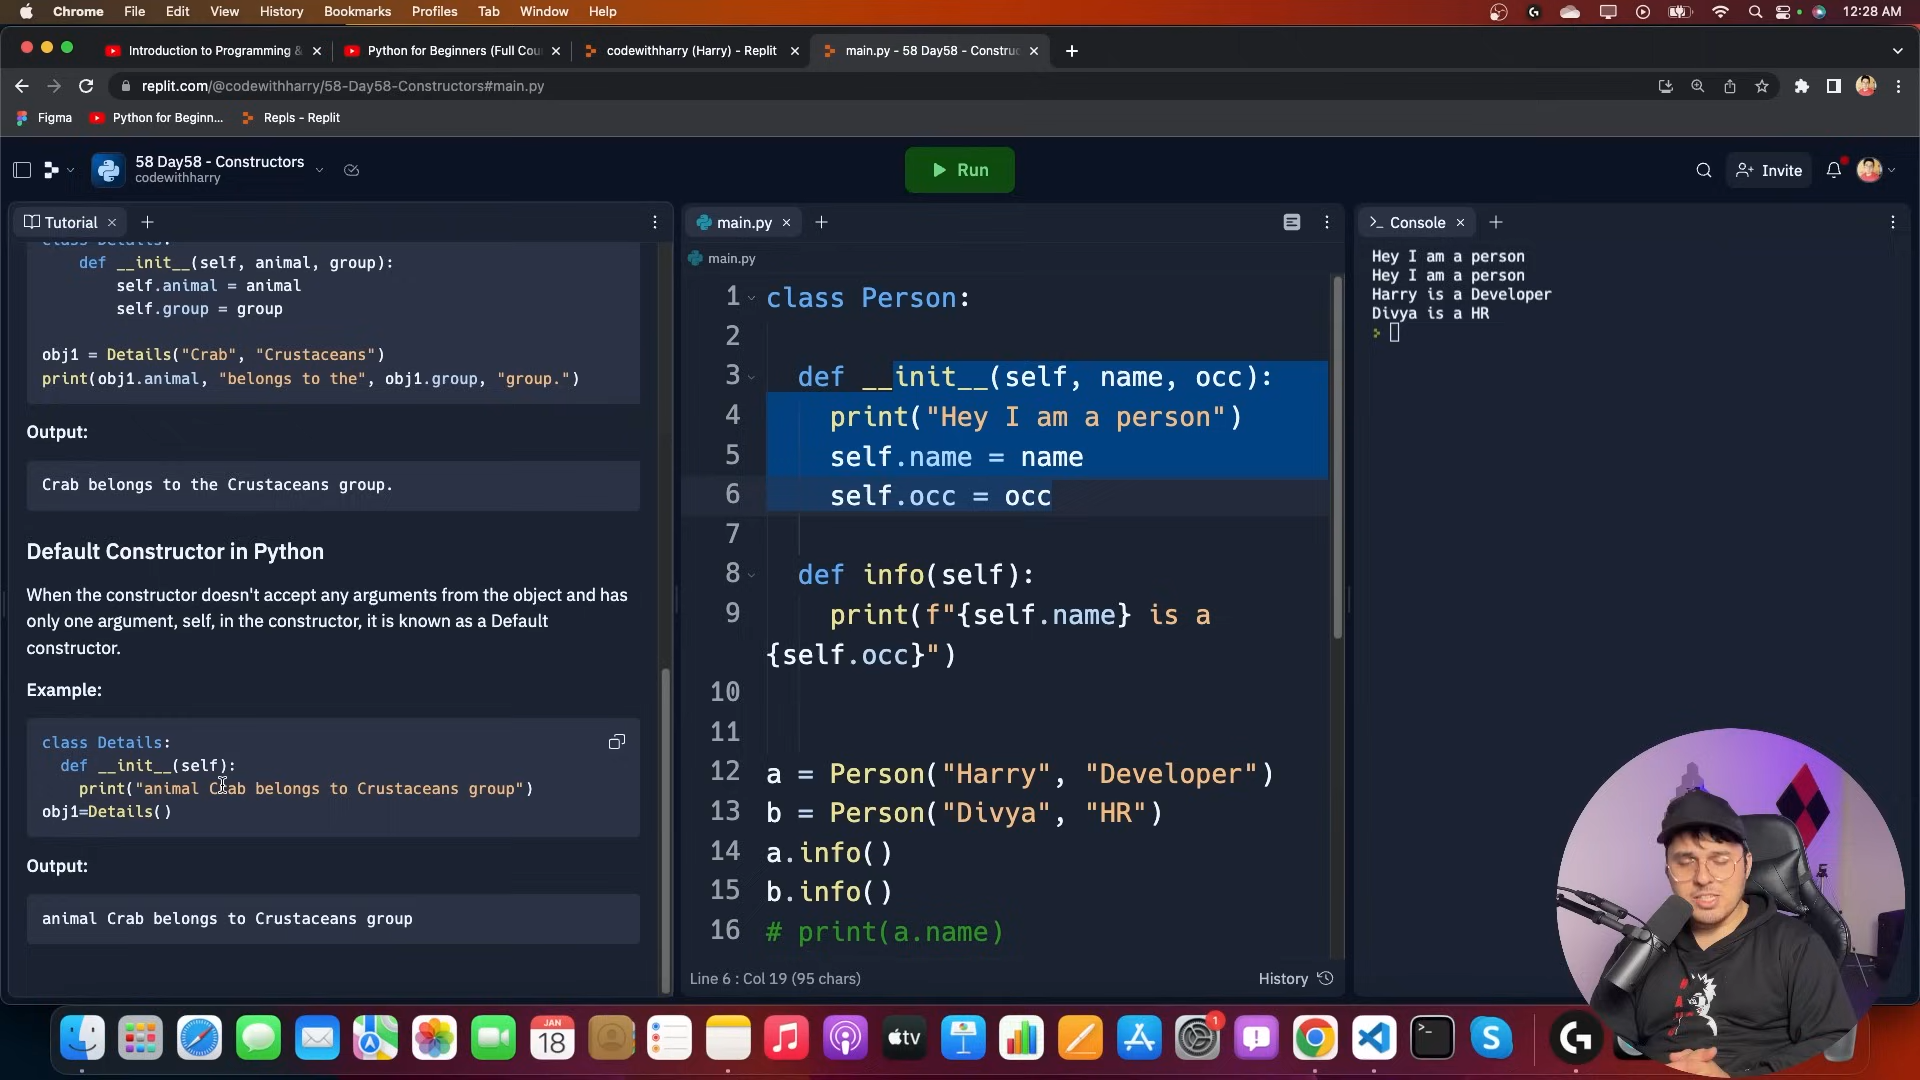 Chrome File Edit View History Bookmarks Profiles Tab Window Help 12:28 AM
Introduction to Programming & Python for Beginners (Full Cou codewithharry (Harry) - Replit main.py - 58 Day58 - Construc
replit.com/@codewithharry/58-Day58-Constructors#main.py
Figma Python for Beginn... Repls - Replit
58 Day58 - Constructors
codewithharry
Run
Invite
Tutorial
class Details:
def __init__(self, animal, group):
self.animal = animal
self.group = group
obj1 = Details("Crab", "Crustaceans")
print(obj1.animal, "belongs to the", obj1.group, "group.")
Output:
Crab belongs to the Crustaceans group.
Default Constructor in Python
When the constructor doesn't accept any arguments from the object and has
only one argument, self, in the constructor, it is known as a Default
constructor.
Example:
class Details:
def __init__(self):
print("animal Crab belongs to Crustaceans group")
obj1=Details()
Output:
animal Crab belongs to Crustaceans group
main.py
main.py
1 class Person:
2
3 def __init__(self, name, occ):
4 print("Hey I am a person")
5 self.name = name
6 self.occ = occ
7
8 def info(self):
9 print(f"{self.name} is a
{self.occ}")
10
11
12 a = Person("Harry", "Developer")
13 b = Person("Divya", "HR")
14 a.info()
15 b.info()
16 # print(a.name)
Line 6 : Col 19 (95 chars)
History
Console
Hey I am a person
Hey I am a person
Harry is a Developer
Divya is a HR
JAN
18
tv
1